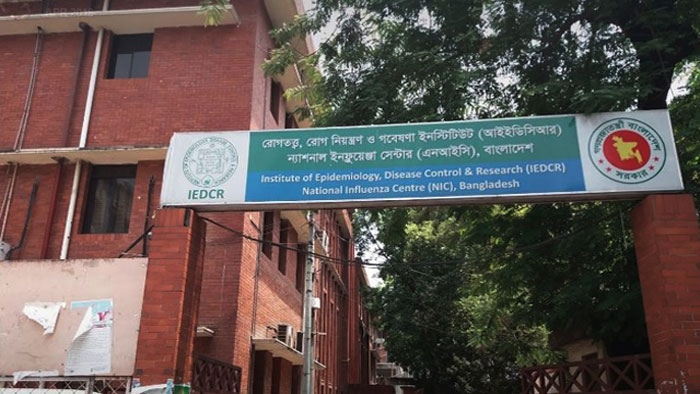 রোগতত্ত্ব, রোগ নিয়ন্ত্রণ ও গবেষণা ইনস্টিটিউট (আইইডিসিআর)
ন্যাশনাল ইনফ্লুয়েঞ্জা সেন্টার (এনআইসি), বাংলাদেশ
Institute of Epidemiology, Disease Control & Research (IEDCR)
National Influenza Centre (NIC), Bangladesh
IEDCR
গণপ্রজাতন্ত্রী বাংলাদেশ
সরকার